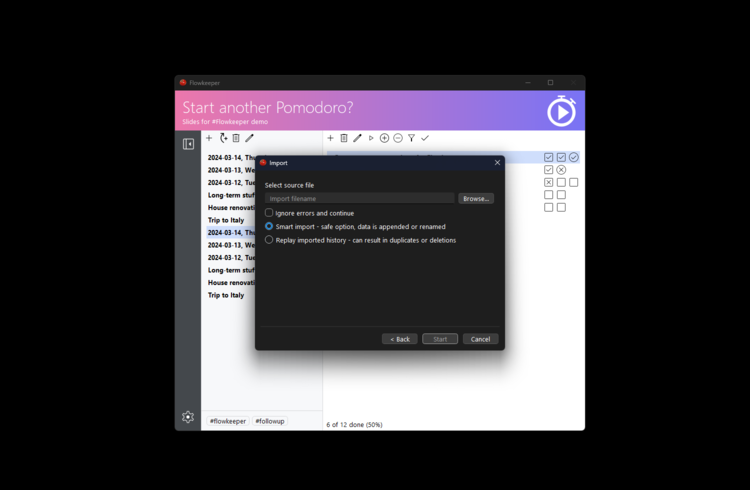 Flowkeeper
Start another Pomodoro?
Slides for #Flowkeeper demo
2024-03-14, Thu
2024-03-13, We
2024-03-12, Tue
Long-term stuf
House renovati
Trip to Italy
2024-03-14, Thu
2024-03-13, We
2024-03-12, Tue
Long-term stuf
House renovati
Trip to Italy
#flowkeeper #followup
6 of 12 done (50%)
Import
Select source file
Import filename
Browse...
Ignore errors and continue
Smart import - safe option, data is appended or renamed
Replay imported history - can result in duplicates or deletions
< Back Start Cancel